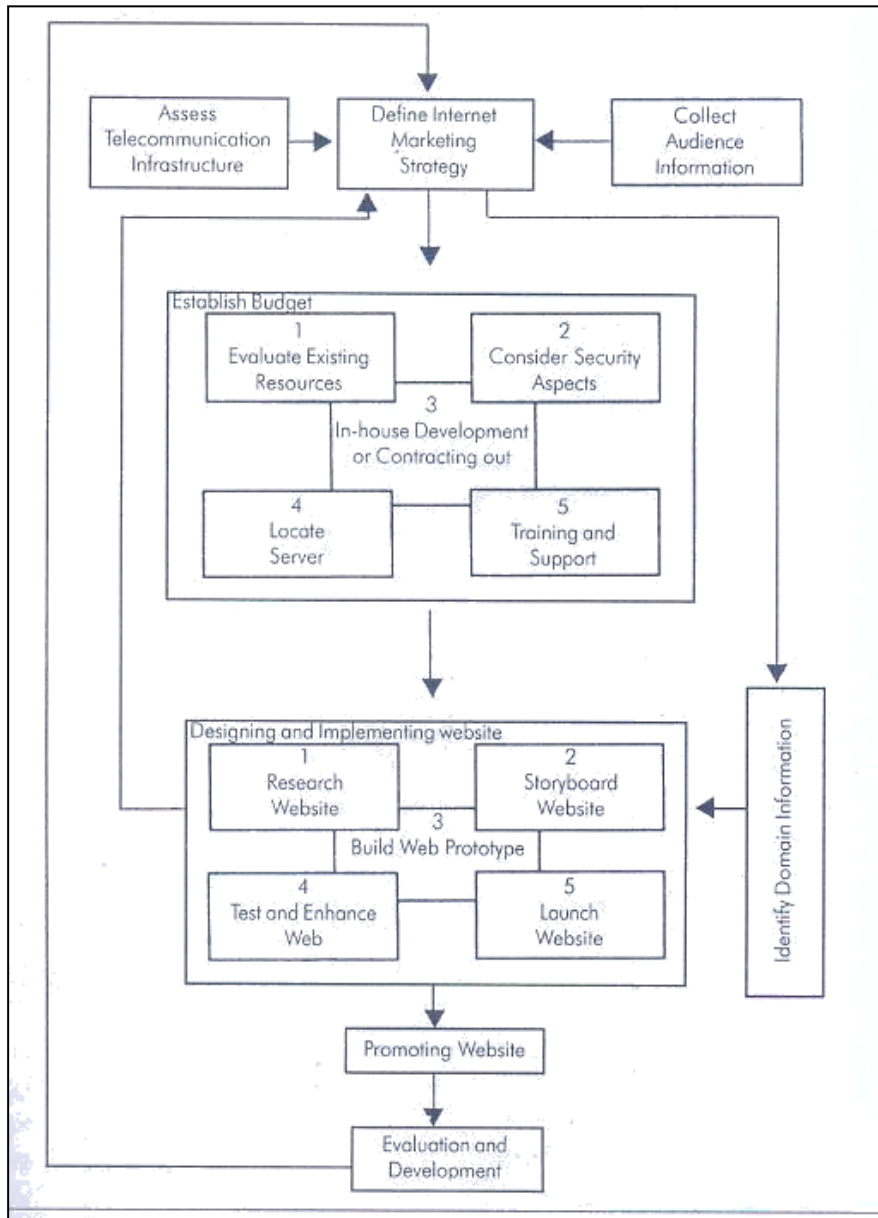 Assess
Telecommunication
Infrastructure
Define Internet
Marketing
Strategy
Collect
Audience
Information
Establish Budget
1
Evaluate Existing
Resources
2
Consider Security
Aspects
3
In-house Development
or Contracting out
4
Locate
Server
5
Training and
Support
Identify Domain Information
Designing and Implementing website
1
Research
Website
2
Storyboard
Website
3
Build Web Prototype
4
Test and Enhance
Web
5
Launch
Website
Promoting Website
Evaluation and
Development